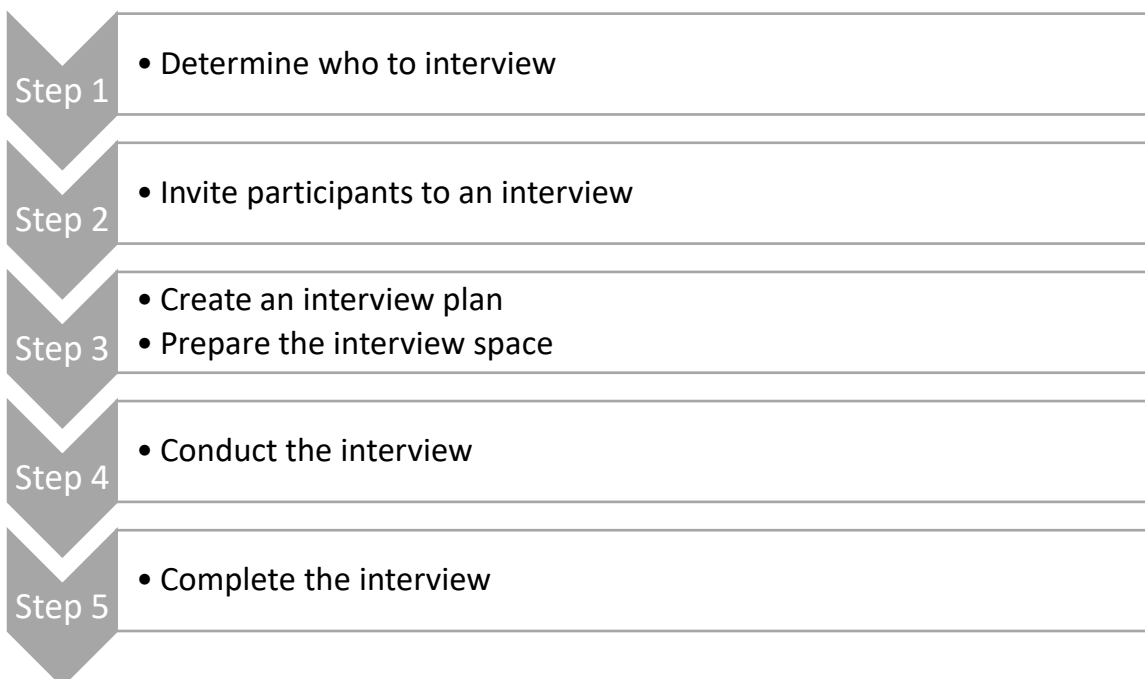 Step 1
• Determine who to interview
Step 2
• Invite participants to an interview
Step 3
• Create an interview plan
• Prepare the interview space
Step 4
• Conduct the interview
Step 5
• Complete the interview